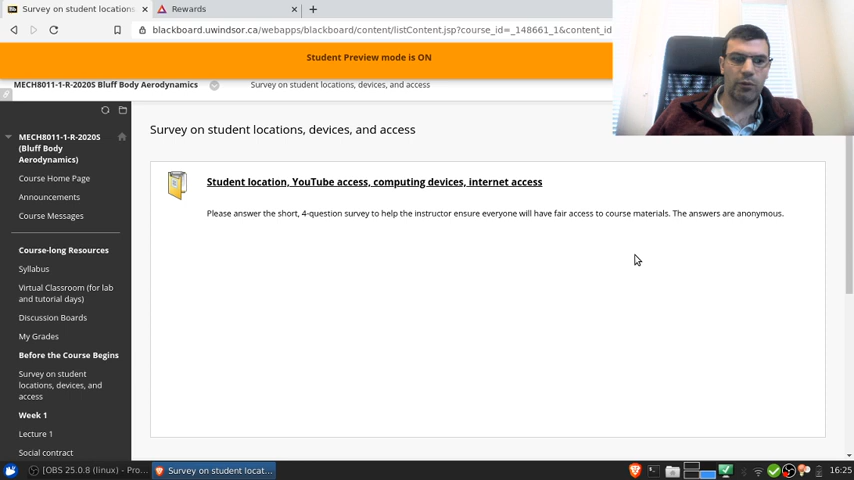 Survey on student locations
Rewards
blackboard.uwindsor.ca/webapps/blackboard/content/listContent.jsp?course_id=_148661_1&content_id
Student Preview mode is ON
MECH8011-1-R-2020S Bluff Body Aerodynamics)
Survey on student locations, devices, and access
MECH8011-1-R-2020S
(Bluff Body
Aerodynamics)
Course Home Page
Announcements
Course Messages
Course-long Resources
Syllabus
Virtual Classroom (for lab
and tutorial days)
Discussion Boards
My Grades
Before the Course Begins
Survey on student
locations, devices, and
access
Week 1
Lecture 1
Social contract
Survey on student locations, devices, and access
Student location, YouTube access, computing devices, internet access
Please answer the short, 4-question survey to help the instructor ensure everyone will have fair access to course materials. The answers are anonymous.
[OBS 25.0.8 (linux) - Pro...
Survey on student locat...
16:25